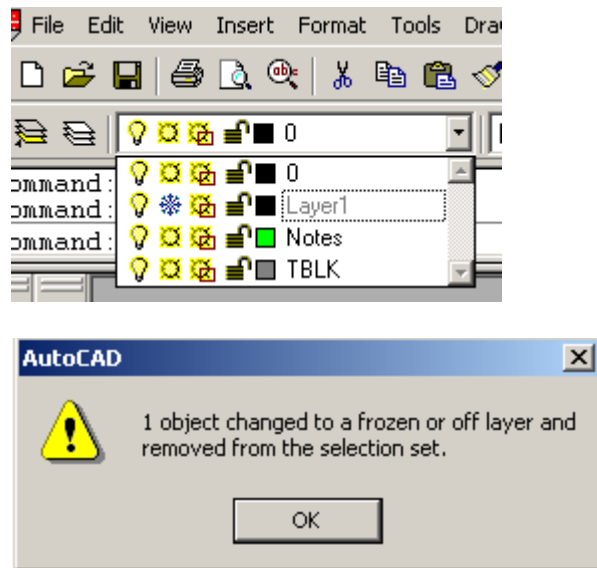 File Edit View Insert Format Tools Dra
0
ommand: 0
ommand: Layer1
ommand: Notes
TBLK
AutoCAD
1 object changed to a frozen or off layer and
removed from the selection set.
OK